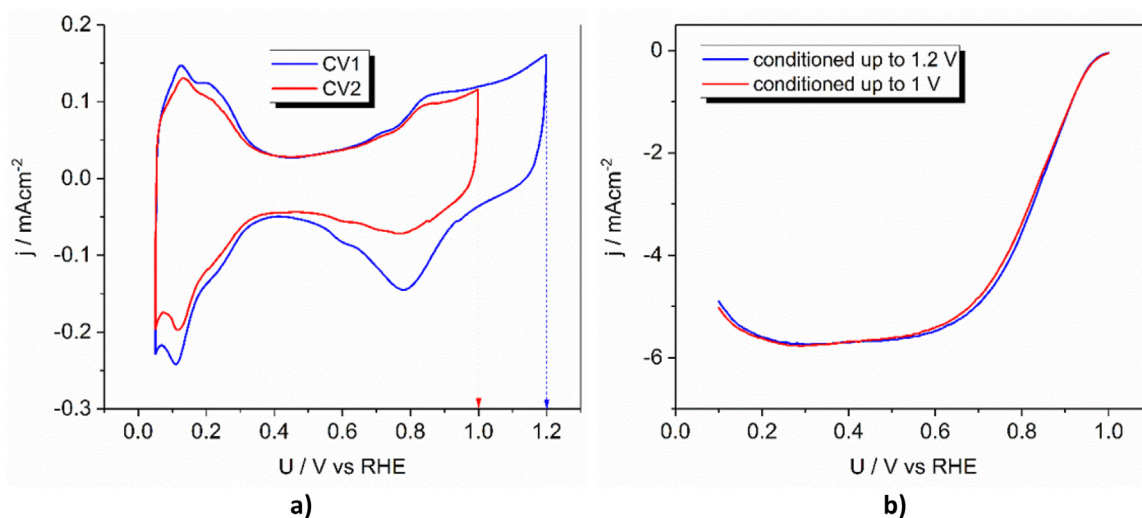 0.2
0.1
0.0
-0.1
-0.2
-0.3
j / mAcm-2
CV1
CV2
0.0 0.2 0.4 0.6 0.8 1.0 1.2
U / V vs RHE
a)
0
-2
-4
-6
j / mAcm-2
conditioned up to 1.2 V
conditioned up to 1 V
0.0 0.2 0.4 0.6 0.8 1.0
U / V vs RHE
b)